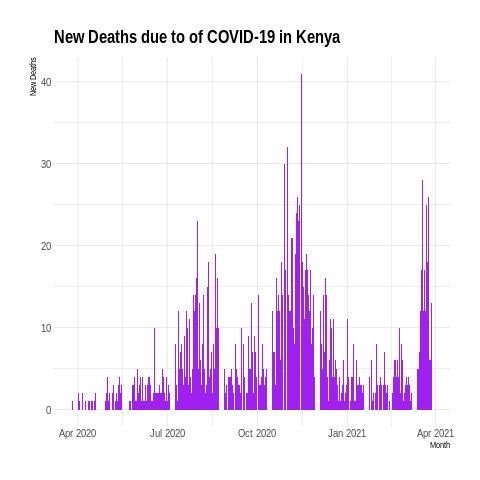 New Deaths due to of COVID-19 in Kenya
New Deaths
40
30
20
10
0
Apr 2020 Jul 2020 Oct 2020 Jan 2021 Apr 2021
Month